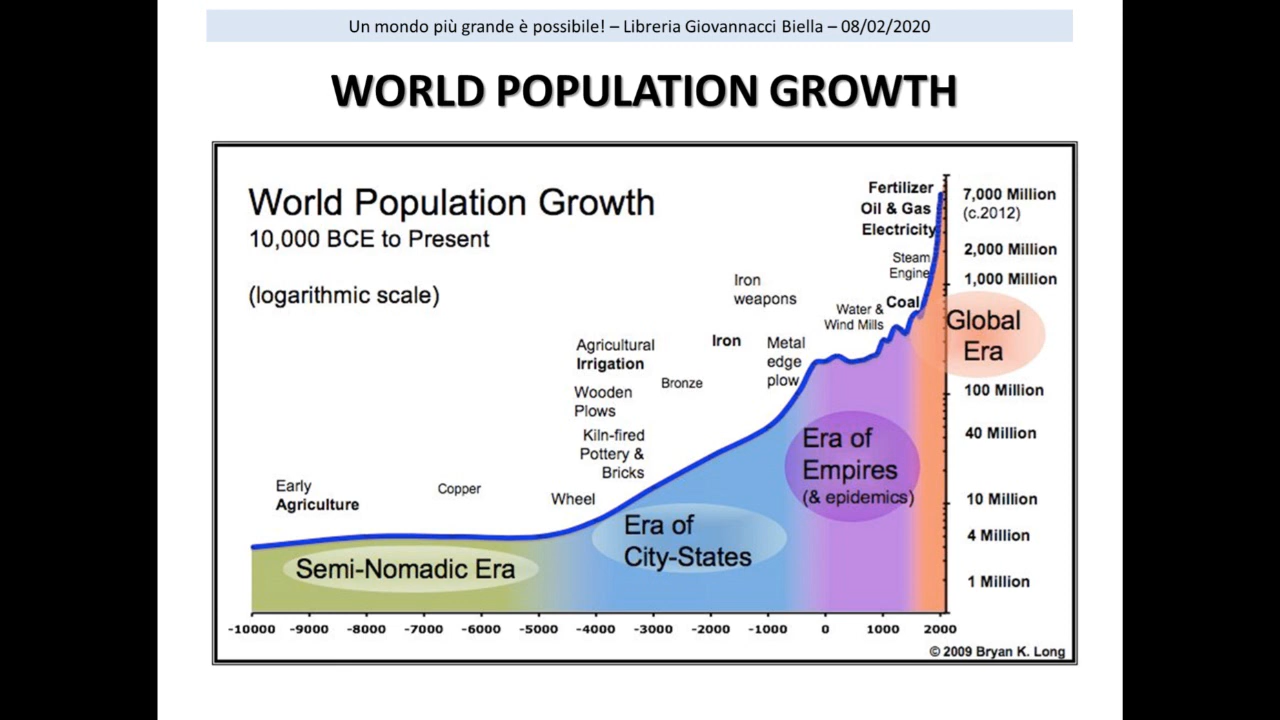 Un mondo più grande è possibile! – Libreria Giovannacci Biella – 08/02/2020
WORLD POPULATION GROWTH
World Population Growth
10,000 BCE to Present
(logarithmic scale)
Early
Agriculture
Copper
Wheel
Kiln-fired
Pottery &
Bricks
Wooden
Plows
Agricultural
Irrigation
Bronze
Iron
Iron
weapons
Metal
edge
plow
Water &
Wind Mills
Coal
Steam
Engine
Fertilizer
Oil & Gas
Electricity
7,000 Million
(c.2012)
2,000 Million
1,000 Million
100 Million
40 Million
10 Million
4 Million
1 Million
Semi-Nomadic Era
Era of
City-States
Era of
Empires
(& epidemics)
Global
Era
-10000 -9000 -8000 -7000 -6000 -5000 -4000 -3000 -2000 -1000 0 1000 2000
© 2009 Bryan K. Long